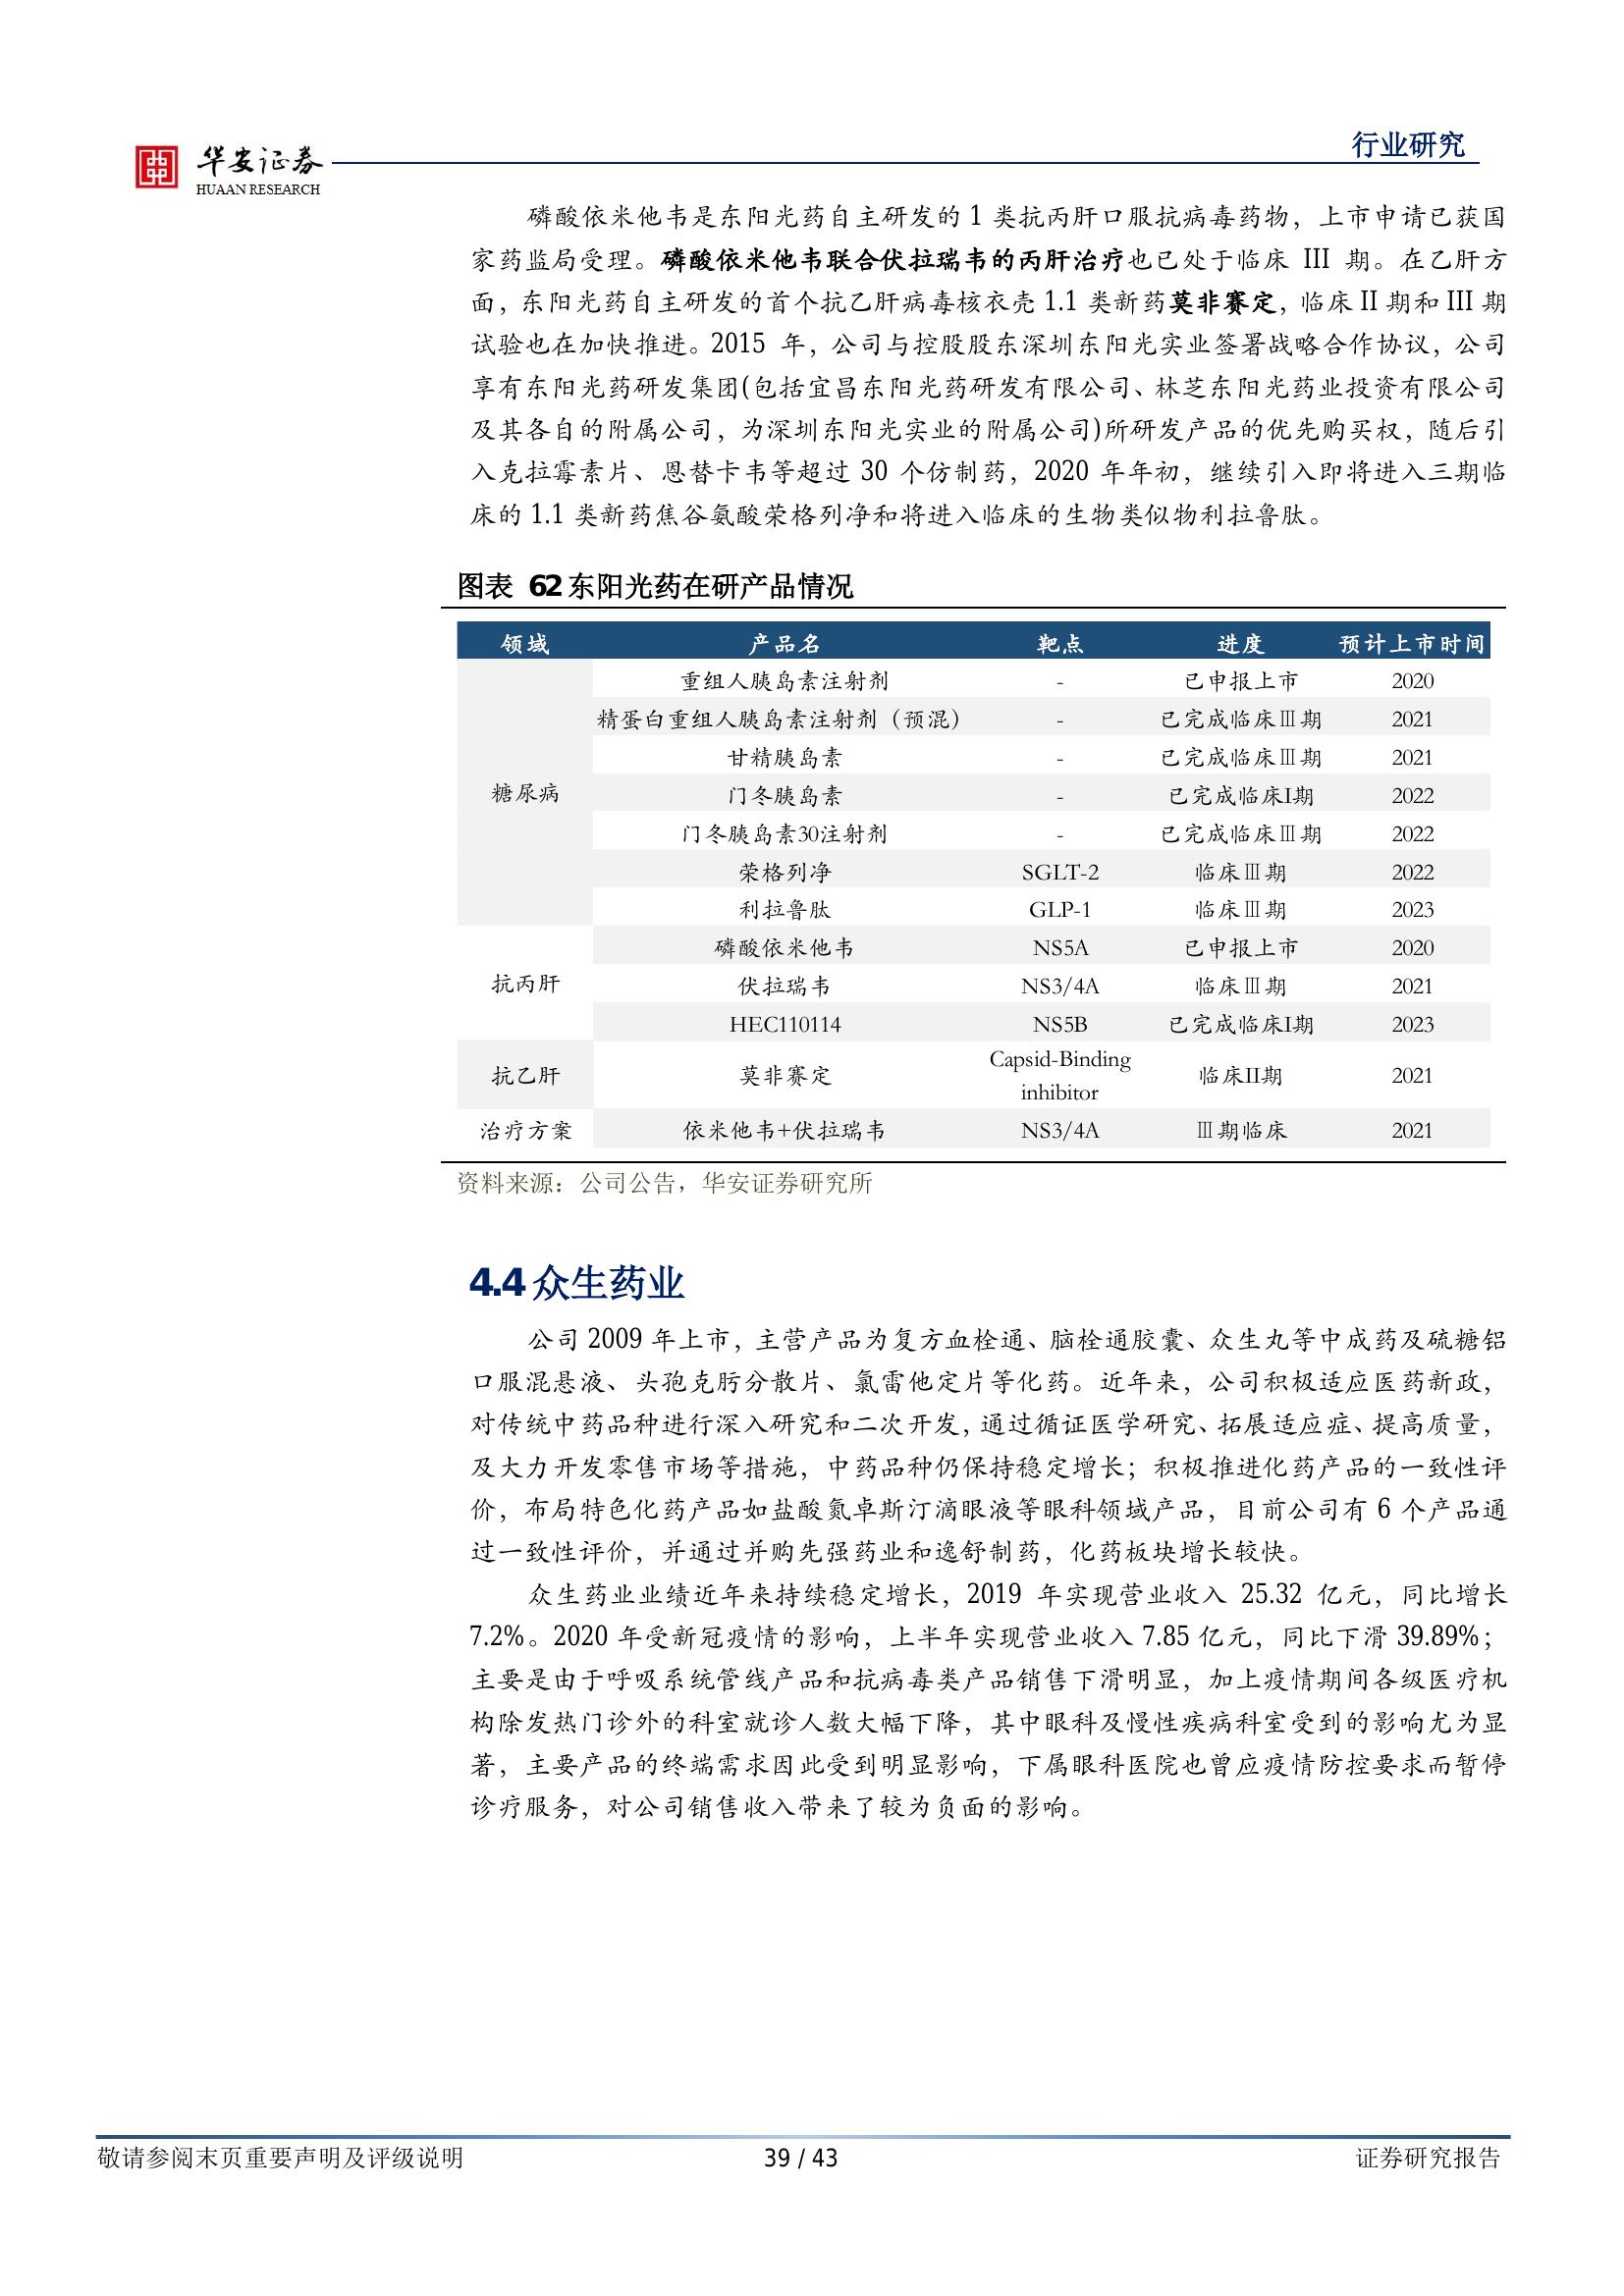 华安证券
HUAAN RESEARCH
行业研究
磷酸依米他韦是东阳光药自主研发的 1 类抗丙肝口服抗病毒药物，上市申请已获国
家药监局受理。磷酸依米他韦联合伏拉瑞韦的丙肝治疗也已处于临床 III 期。在乙肝方
面，东阳光药自主研发的首个抗乙肝病毒核衣壳 1.1 类新药莫非赛定，临床 II 期和 III 期
试验也在加快推进。2015 年，公司与控股股东深圳东阳光实业签署战略合作协议，公司
享有东阳光药研发集团(包括宜昌东阳光药研发有限公司、林芝东阳光药业投资有限公司
及其各自的附属公司，为深圳东阳光实业的附属公司)所研发产品的优先购买权，随后引
入克拉霉素片、恩替卡韦等超过 30 个仿制药，2020 年年初，继续引入即将进入三期临
床的 1.1 类新药焦谷氨酸荣格列净和将进入临床的生物类似物利拉鲁肽。
图表 62 东阳光药在研产品情况
领域 产品名 靶点 进度 预计上市时间
重组人胰岛素注射剂 - 已申报上市 2020
精蛋白重组人胰岛素注射剂（预混） - 已完成临床Ⅲ期 2021
甘精胰岛素 - 已完成临床Ⅲ期 2021
糖尿病 门冬胰岛素 - 已完成临床I期 2022
门冬胰岛素30注射剂 - 已完成临床Ⅲ期 2022
荣格列净 SGLT-2 临床Ⅲ期 2022
利拉鲁肽 GLP-1 临床Ⅲ期 2023
磷酸依米他韦 NS5A 已申报上市 2020
抗丙肝 伏拉瑞韦 NS3/4A 临床Ⅲ期 2021
HEC110114 NS5B 已完成临床I期 2023
抗乙肝 莫非赛定 Capsid-Binding inhibitor 临床II期 2021
治疗方案 依米他韦+伏拉瑞韦 NS3/4A Ⅲ期临床 2021
资料来源：公司公告，华安证券研究所
4.4 众生药业
公司 2009 年上市，主营产品为复方血栓通、脑栓通胶囊、众生丸等中成药及硫糖铝
口服混悬液、头孢克肟分散片、氯雷他定片等化药。近年来，公司积极适应医药新政，
对传统中药品种进行深入研究和二次开发，通过循证医学研究、拓展适应症、提高质量，
及大力开发零售市场等措施，中药品种仍保持稳定增长；积极推进化药产品的一致性评
价，布局特色化药产品如盐酸氮卓斯汀滴眼液等眼科领域产品，目前公司有 6 个产品通
过一致性评价，并通过并购先强药业和逸舒制药，化药板块增长较快。
众生药业业绩近年来持续稳定增长，2019 年实现营业收入 25.32 亿元，同比增长
7.2%。2020 年受新冠疫情的影响，上半年实现营业收入 7.85 亿元，同比下滑 39.89%；
主要是由于呼吸系统管线产品和抗病毒类产品销售下滑明显，加上疫情期间各级医疗机
构除发热门诊外的科室就诊人数大幅下降，其中眼科及慢性疾病科室受到的影响尤为显
著，主要产品的终端需求因此受到明显影响，下属眼科医院也曾应疫情防控要求而暂停
诊疗服务，对公司销售收入带来了较为负面的影响。
敬请参阅末页重要声明及评级说明
39 / 43
证券研究报告